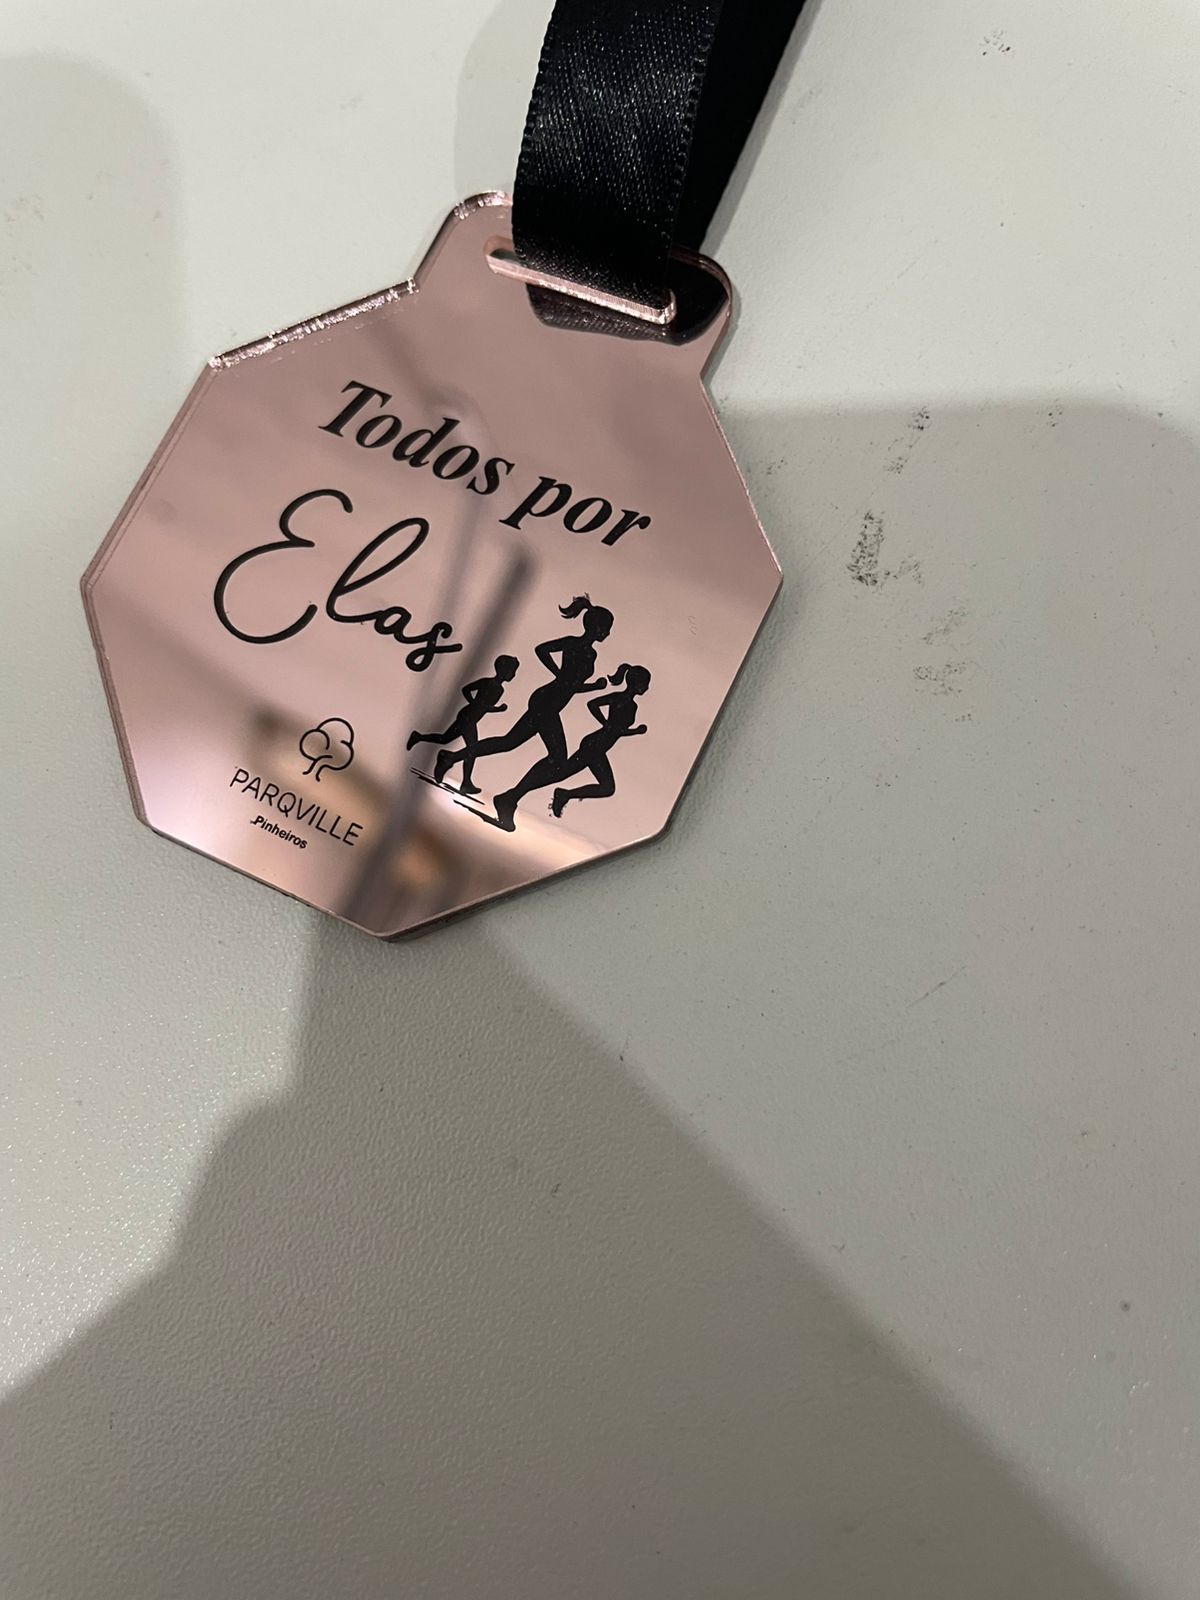 Todos por
Elas
PARQVILLE
Pinheiros